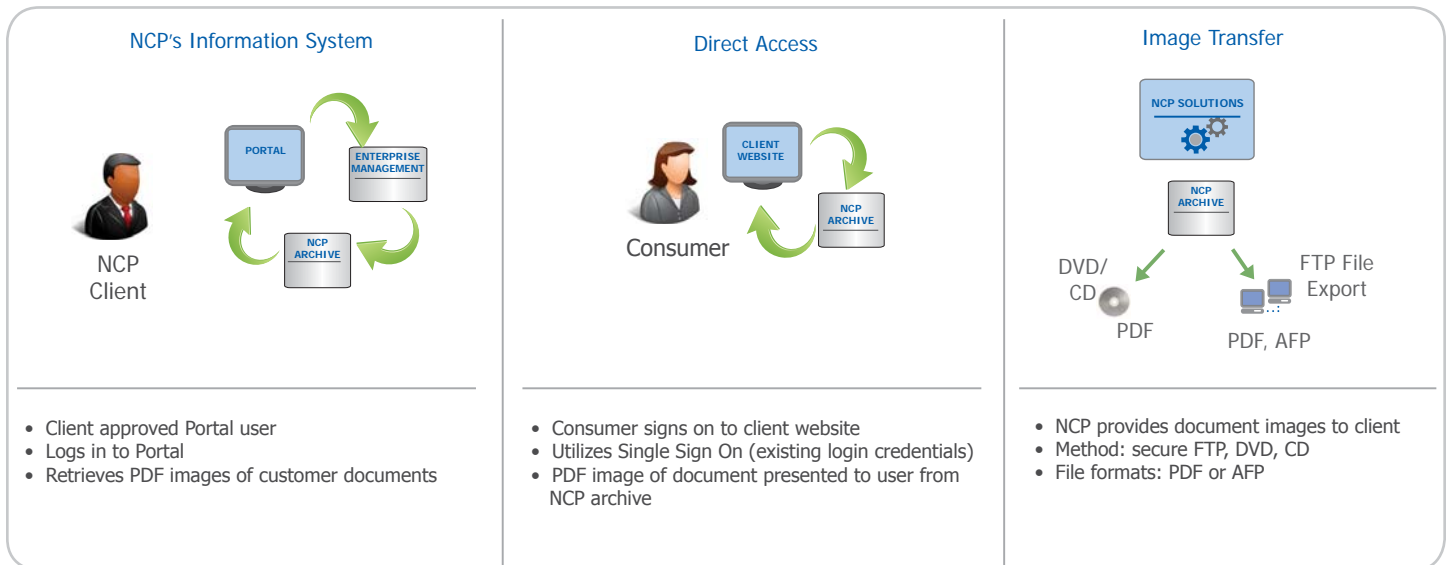 NCP's Information System
PORTAL
ENTERPRISE
MANAGEMENT
NCP
ARCHIVE
NCP
Client
• Client approved Portal user
• Logs in to Portal
• Retrieves PDF images of customer documents
Direct Access
CLIENT
WEBSITE
NCP
ARCHIVE
Consumer
• Consumer signs on to client website
• Utilizes Single Sign On (existing login credentials)
• PDF image of document presented to user from
NCP archive
Image Transfer
NCP SOLUTIONS
NCP
ARCHIVE
DVD/
CD
PDF
FTP File
Export
PDF, AFP
• NCP provides document images to client
• Method: secure FTP, DVD, CD
• File formats: PDF or AFP